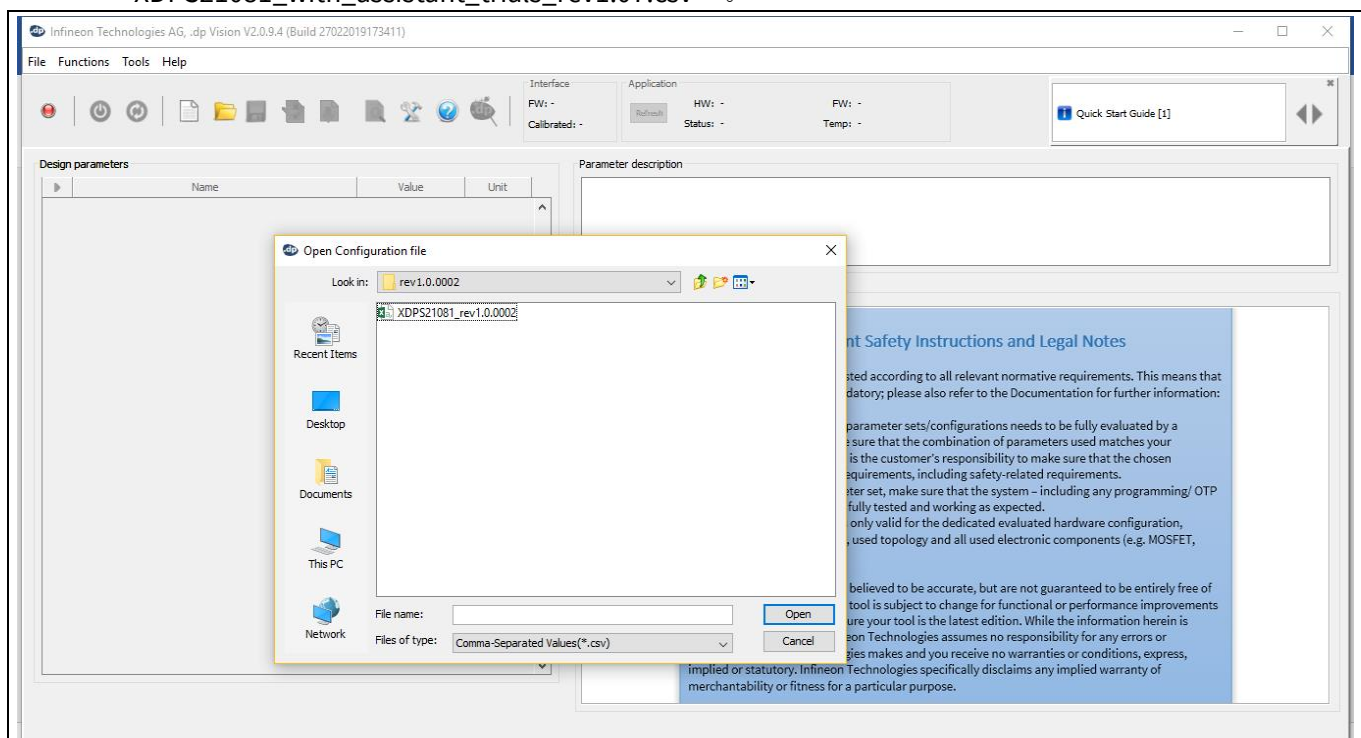 XDPS21081_with_assistant_trials_rev1.01.csv" 。
Infineon Technologies AG, .dp Vision V2.0.9.4 (Build 27022019173411)
File Functions Tools Help
Interface
FW: -
Calibrated: -
Application
Refresh
HW: -
FW: -
Status: -
Temp: -
Quick Start Guide [1]
Design parameters
Name Value Unit
Parameter description
Open Configuration file
Look in: rev1.0.0002
XDPS21081_rev1.0.0002
Recent Items
Desktop
Documents
This PC
Network
File name:
Open
Files of type: Comma-Separated Values(*.csv)
Cancel
nt Safety Instructions and Legal Notes
sted according to all relevant normative requirements. This means that
datory; please also refer to the Documentation for further information:
parameter sets/configurations needs to be fully evaluated by a
sure that the combination of parameters used matches your
is the customer's responsibility to make sure that the chosen
equirements, including safety-related requirements.
eter set, make sure that the system – including any programming/ OTP
fully tested and working as expected.
only valid for the dedicated evaluated hardware configuration,
, used topology and all used electronic components (e.g. MOSFET,
believed to be accurate, but are not guaranteed to be entirely free of
tool is subject to change for functional or performance improvements
ure your tool is the latest edition. While the information herein is
eon Technologies assumes no responsibility for any errors or
gies makes and you receive no warranties or conditions, express,
implied or statutory. Infineon Technologies specifically disclaims any implied warranty of
merchantability or fitness for a particular purpose.